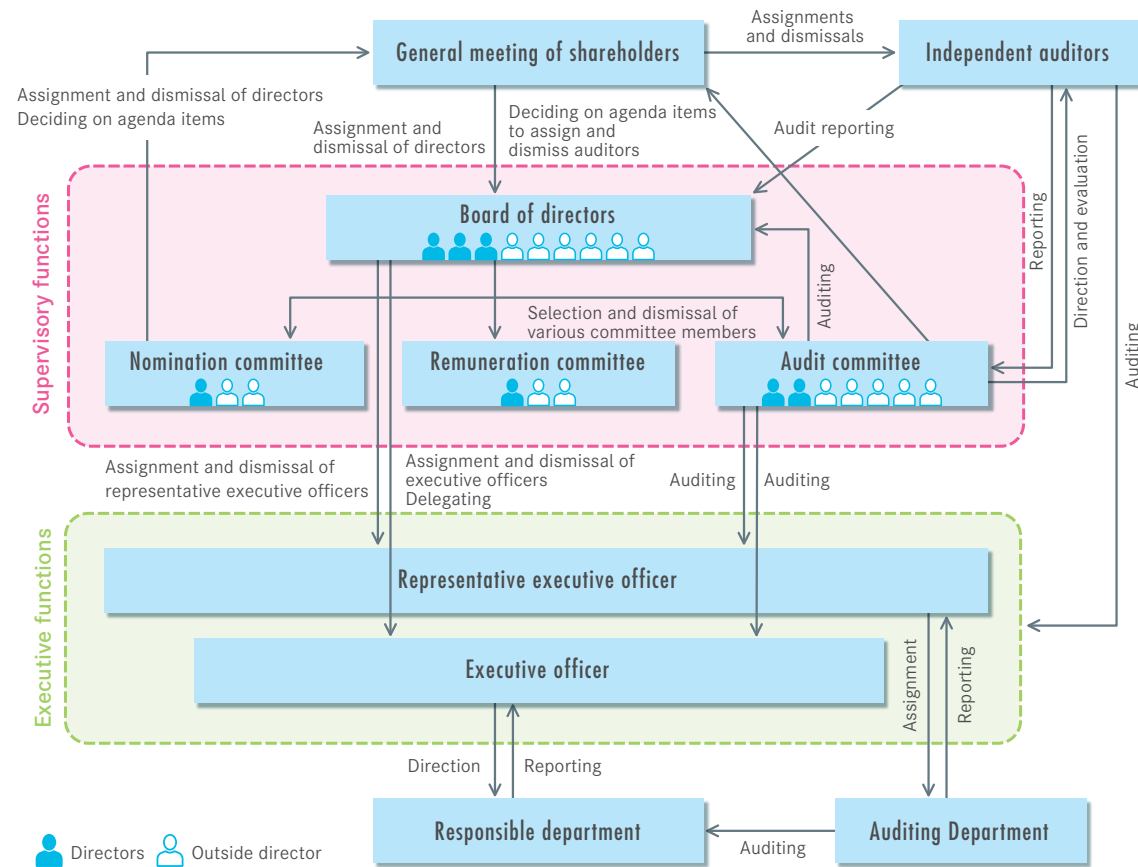 Assignments
and dismissals
General meeting of shareholders
Independent auditors
Assignment and dismissal of directors
Deciding on agenda items
Assignment and
dismissal of directors
Deciding on agenda items
to assign and
dismiss auditors
Audit reporting
Supervisory functions
Board of directors
Reporting
Direction and evaluation
Auditing
Auditing
Selection and dismissal of
various committee members
Nomination committee
Remuneration committee
Audit committee
Assignment and dismissal of
representative executive officers
Assignment and dismissal of
executive officers
Delegating
Auditing
Auditing
Executive functions
Representative executive officer
Executive officer
Assignment
Reporting
Direction
Reporting
Responsible department
Auditing
Auditing Department
Directors
Outside director